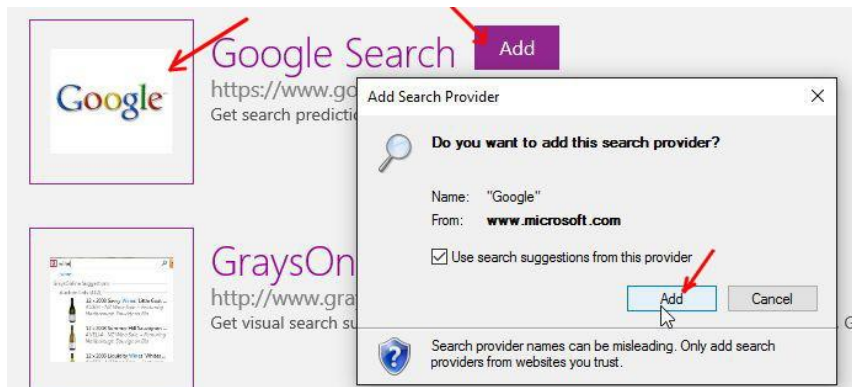 Google
Google Search
Add
https://www.go
Get search predicti
Add Search Provider
Do you want to add this search provider?
Name: "Google"
From: www.microsoft.com
Use search suggestions from this provider
Add
Cancel
Search provider names can be misleading. Only add search
providers from websites you trust.
GraysOn
http://www.gra
Get visual search su